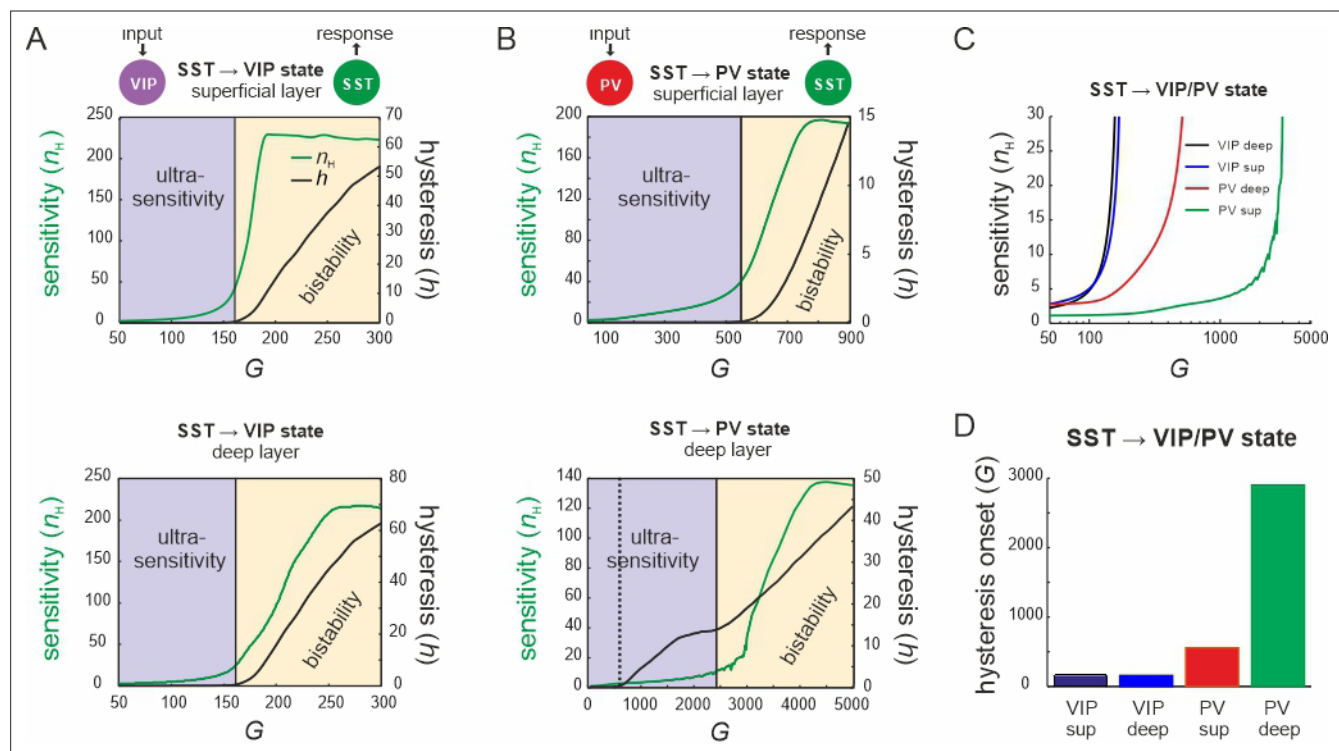 A
input
response
VIP
SST → VIP state
superficial layer
SST
sensitivity (nH)
250
200
150
100
50
0
ultra-
sensitivity
nH
h
bistability
70
60
50
40
30
20
10
0
hysteresis (h)
50 100 150 200 250 300
G
SST → VIP state
deep layer
sensitivity (nH)
250
200
150
100
50
0
ultra-
sensitivity
bistability
80
60
40
20
0
hysteresis (h)
50 100 150 200 250 300
G
B
input
response
PV
SST → PV state
superficial layer
SST
sensitivity (nH)
200
160
120
80
40
0
ultra-
sensitivity
bistability
15
10
5
0
hysteresis (h)
100 300 500 700 900
G
SST → PV state
deep layer
sensitivity (nH)
140
120
100
80
60
40
20
0
ultra-
sensitivity
bistability
50
40
30
20
10
0
hysteresis (h)
0 1000 2000 3000 4000 5000
G
C
SST → VIP/PV state
sensitivity (nH)
30
25
20
15
10
5
0
VIP deep
VIP sup
PV deep
PV sup
50 100 1000 5000
G
D
SST → VIP/PV state
hysteresis onset (G)
3000
2000
1000
0
VIP
sup
VIP
deep
PV
sup
PV
deep